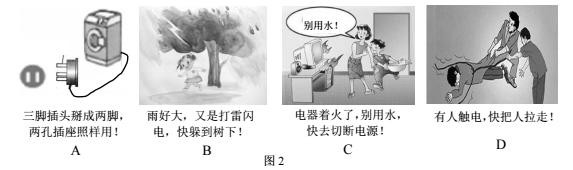 别用水！
三脚插头掰成两脚，
两孔插座照样用！
A
雨好大，又是打雷闪
电，快躲到树下！
B
电器着火了，别用水，
快去切断电源！
C
有人触电，快把人拉走！
D
图 2